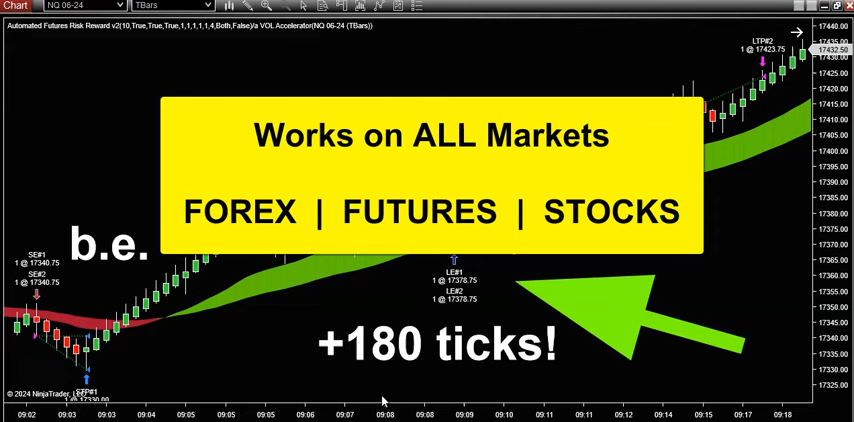 Chart NQ 06-24 TBars
Automated Futures Risk Reward v2(10,True,True,True,1,1,1,1,4,Both,False)/a VOL Accelerator(NQ 06-24 (TBars))
17440.00
17435.00
LTP#2
1 @ 17423.75
17432.50
17425.00
17420.00
17415.00
17410.00
17405.00
17400.00
17395.00
17390.00
17385.00
17380.00
17375.00
17370.00
17365.00
17360.00
17355.00
17350.00
17345.00
17340.00
17335.00
17330.00
17325.00
Works on ALL Markets
FOREX | FUTURES | STOCKS
b.e.
SE#1
1 @ 17340.75
SE#2
1 @ 17340.75
LE#1
1 @ 17378.75
LE#2
1 @ 17378.75
+180 ticks!
STP#1
1 @ 17330.00
© 2024 NinjaTrader, LLC
09:02 09:03 09:03 09:04 09:05 09:06 09:07 09:08 09:08 09:09 09:10 09:11 09:12 09:14 09:15 09:17 09:18